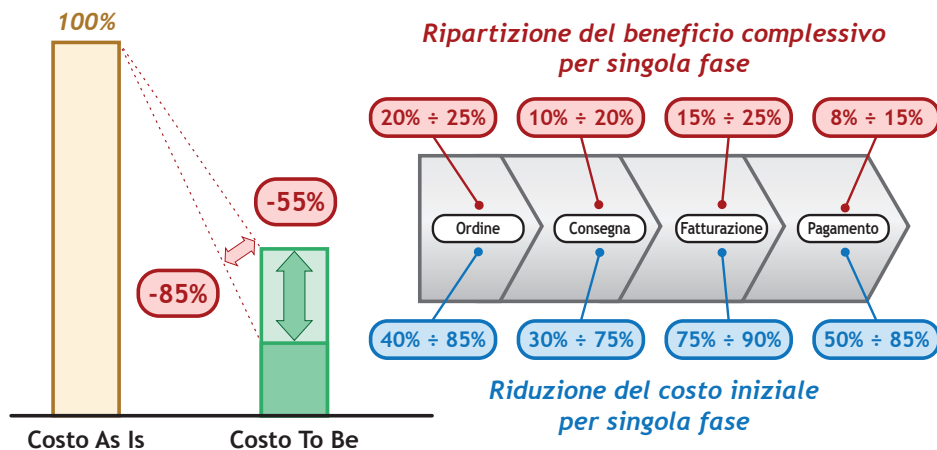 100%
-55%
-85%
Costo As Is
Costo To Be
Ripartizione del beneficio complessivo
per singola fase
20% ÷ 25%
10% ÷ 20%
15% ÷ 25%
8% ÷ 15%
Ordine
Consegna
Fatturazione
Pagamento
40% ÷ 85%
30% ÷ 75%
75% ÷ 90%
50% ÷ 85%
Riduzione del costo iniziale
per singola fase